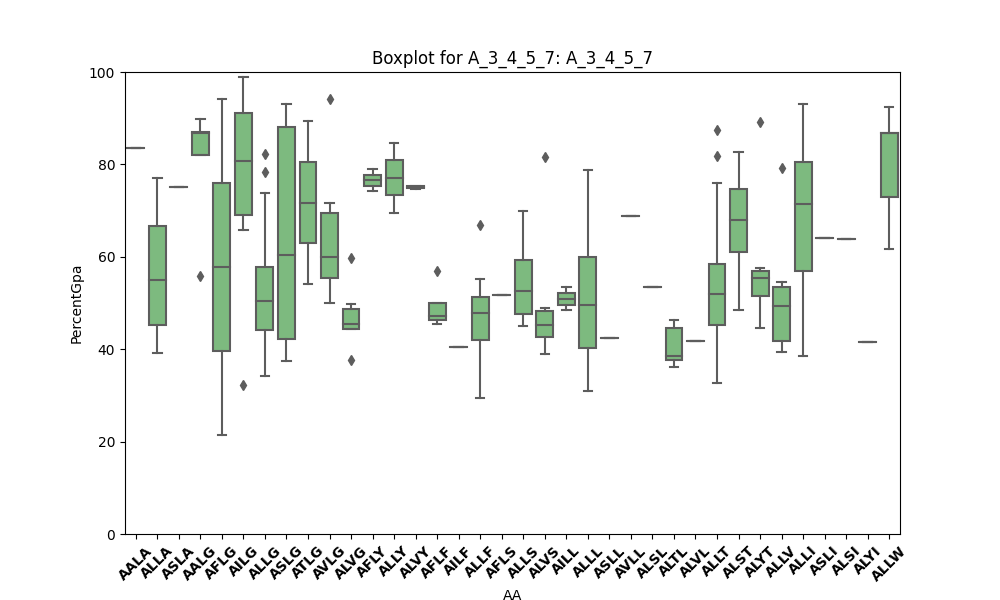 Boxplot for A_3_4_5_7: A_3_4_5_7
PercentGpa
100
80
60
40
20
0
AALA ALLA ASLA AALG AFLG AILG ALLG ASLG ATLG AVLG ALVG AFLY ALLY ALVY AFLF AILF ALLF AFLS ALLS ALVS AILL ALLL ASLL AVLL ALSL ALTL ALVL ALLT ALST ALYT ALLV ALLI ASLI ALSI ALYI ALLW
AA